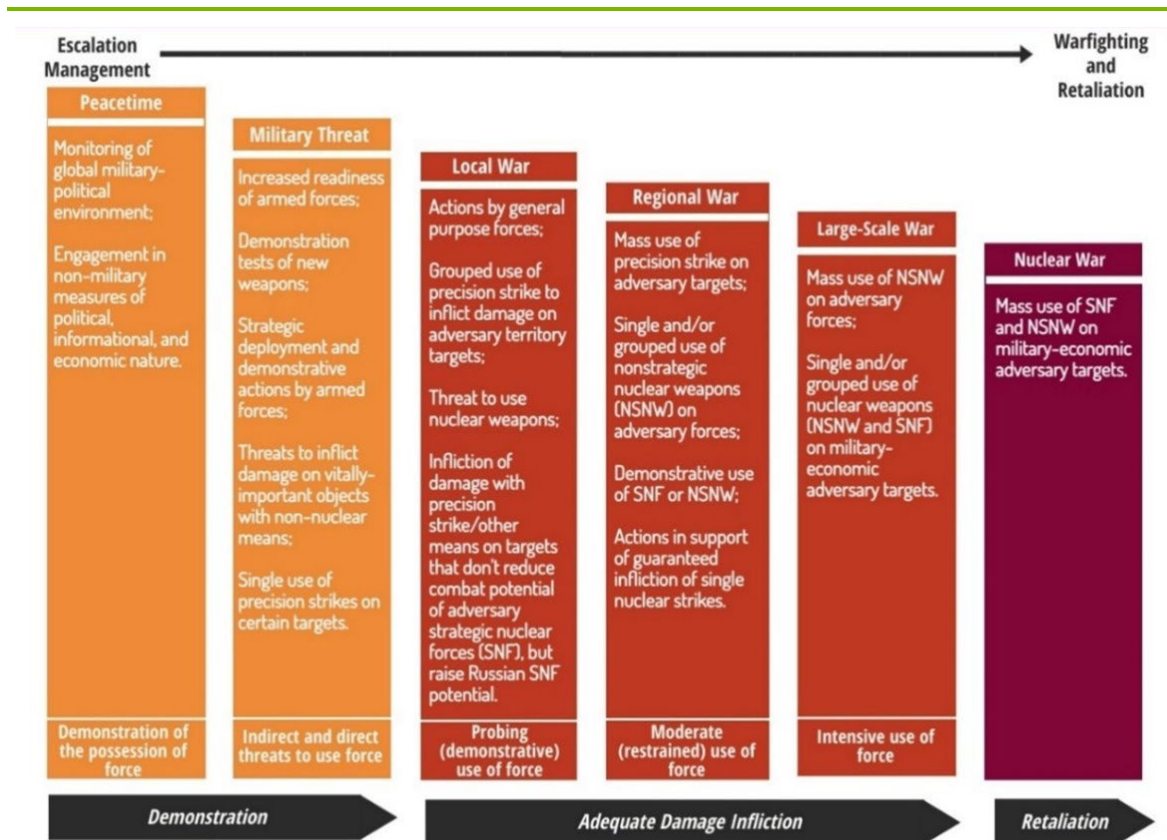 Escalation
Management
Warfighting
and
Retaliation
Peacetime
Monitoring of
global military-
political
environment;
Engagement in
non-military
measures of
political,
informational, and
economic nature.
Demonstration of
the possession of
force
Military Threat
Increased readiness
of armed forces;
Demonstration
tests of new
weapons;
Strategic
deployment and
demonstrative
actions by armed
forces;
Threats to inflict
damage on vitally-
important objects
with non-nuclear
means;
Single use of
precision strikes on
certain targets.
Indirect and direct
threats to use force
Local War
Actions by general
purpose forces;
Grouped use of
precision strike to
inflict damage on
adversary territory
targets;
Threat to use
nuclear weapons;
Infliction of
damage with
precision
strike/other
means on targets
that don't reduce
combat potential
of adversary
strategic nuclear
forces (SNF), but
raise Russian SNF
potential.
Probing
(demonstrative)
use of force
Regional War
Mass use of
precision strike on
adversary targets;
Single and/or
grouped use of
nonstrategic
nuclear weapons
(NSNW) on
adversary forces;
Demonstrative use
of SNF or NSNW;
Actions in support
of guaranteed
infliction of single
nuclear strikes.
Moderate
(restrained) use of
force
Large-Scale War
Mass use of NSNW
on adversary
forces;
Single and/or
grouped use of
nuclear weapons
(NSNW and SNF)
on military-
economic
adversary targets.
Intensive use of
force
Nuclear War
Mass use of SNF
and NSNW on
military-economic
adversary targets.
Demonstration
Adequate Damage Infliction
Retaliation